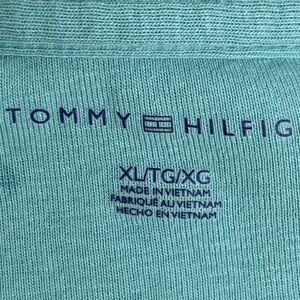 TOMMY HILFIG
XL/TG/XG
MADE IN VIETNAM
FABRIQUÉ AU VIETNAM
HECHO EN VIETNAM